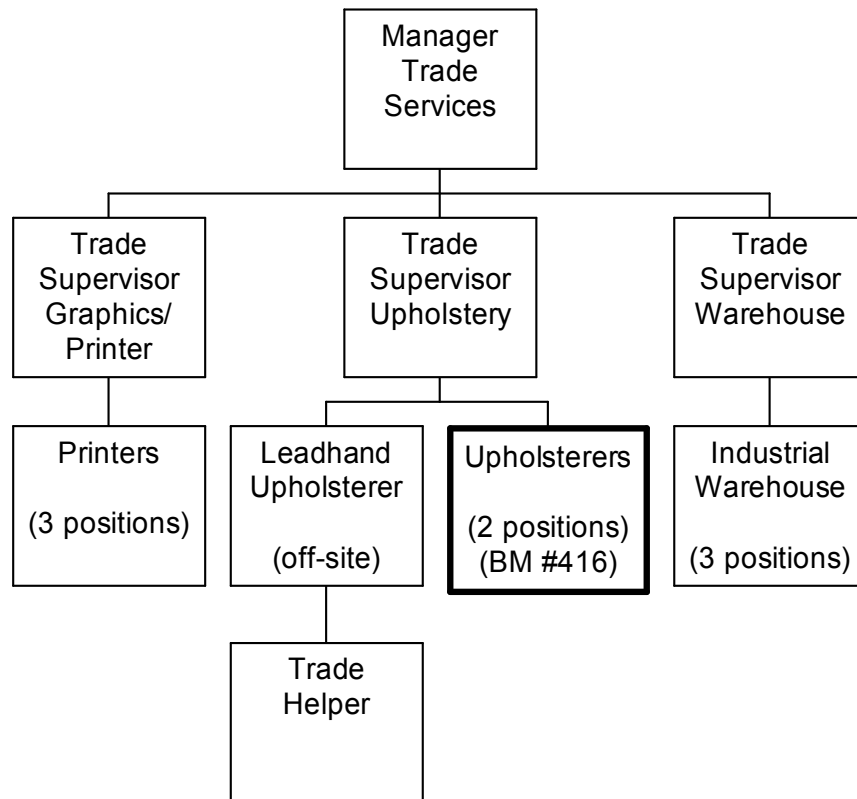 Manager
Trade
Services
Trade
Supervisor
Graphics/
Printer
Trade
Supervisor
Upholstery
Trade
Supervisor
Warehouse
Printers
(3 positions)
Leadhand
Upholsterer
(off-site)
Upholsterers
(2 positions)
(BM #416)
Industrial
Warehouse
(3 positions)
Trade
Helper